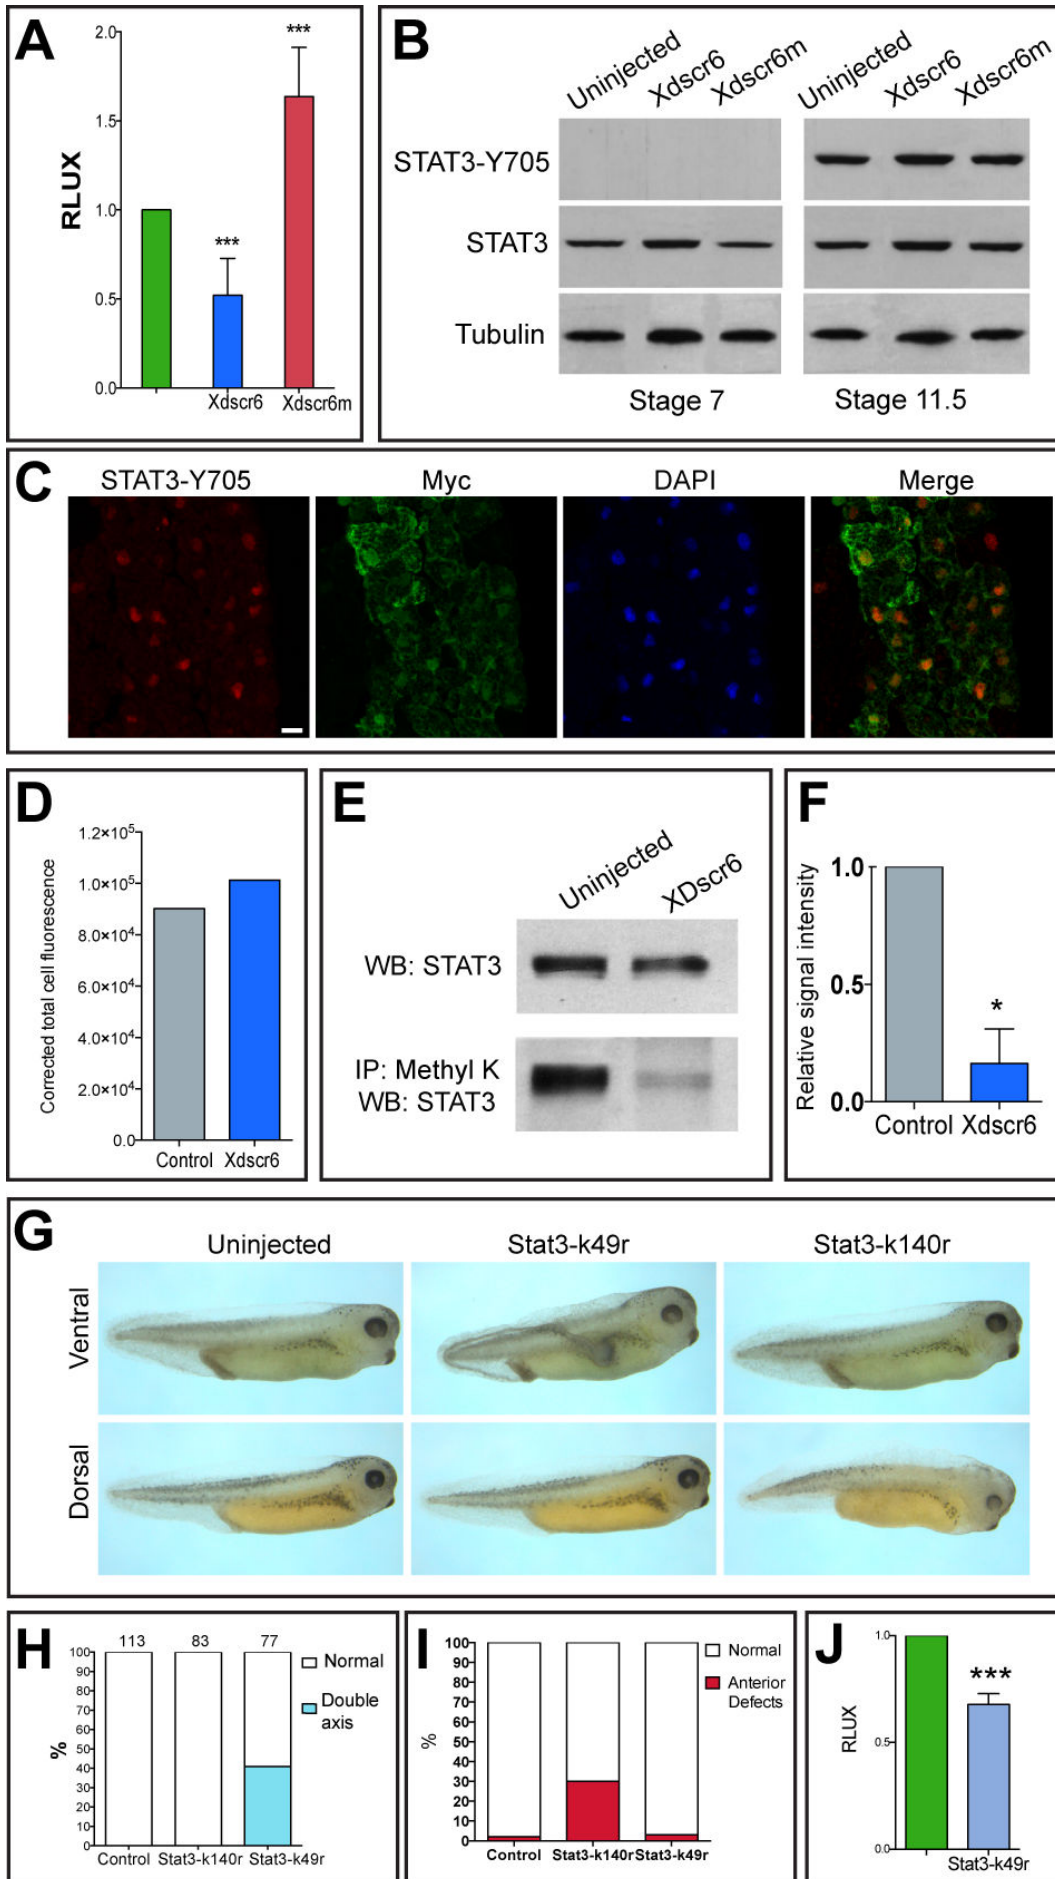 A
2.0
1.5
1.0
0.5
0.0
RLUX
***
***
Xdscr6
Xdscr6m
B
Uninjected
Xdscr6
Xdscr6m
Uninjected
Xdscr6
Xdscr6m
STAT3-Y705
STAT3
Tubulin
Stage 7
Stage 11.5
C
STAT3-Y705
Myc
DAPI
Merge
D
Corrected total cell fluorescence
1.2×10⁵
1.0×10⁵
8.0×10⁴
6.0×10⁴
4.0×10⁴
2.0×10⁴
0.0
Control
Xdscr6
E
Uninjected
XDscr6
WB: STAT3
IP: Methyl K
WB: STAT3
F
Relative signal intensity
1.0
0.5
0.0
*
Control
Xdscr6
G
Uninjected
Stat3-k49r
Stat3-k140r
Ventral
Dorsal
H
113
83
77
100
90
80
70
60
50
40
30
20
10
0
%
Normal
Double
axis
Control
Stat3-k140r
Stat3-k49r
I
100
90
80
70
60
50
40
30
20
10
0
%
Normal
Anterior
Defects
Control
Stat3-k140r
Stat3-k49r
J
1.0
0.5
0.0
RLUX
***
Stat3-k49r